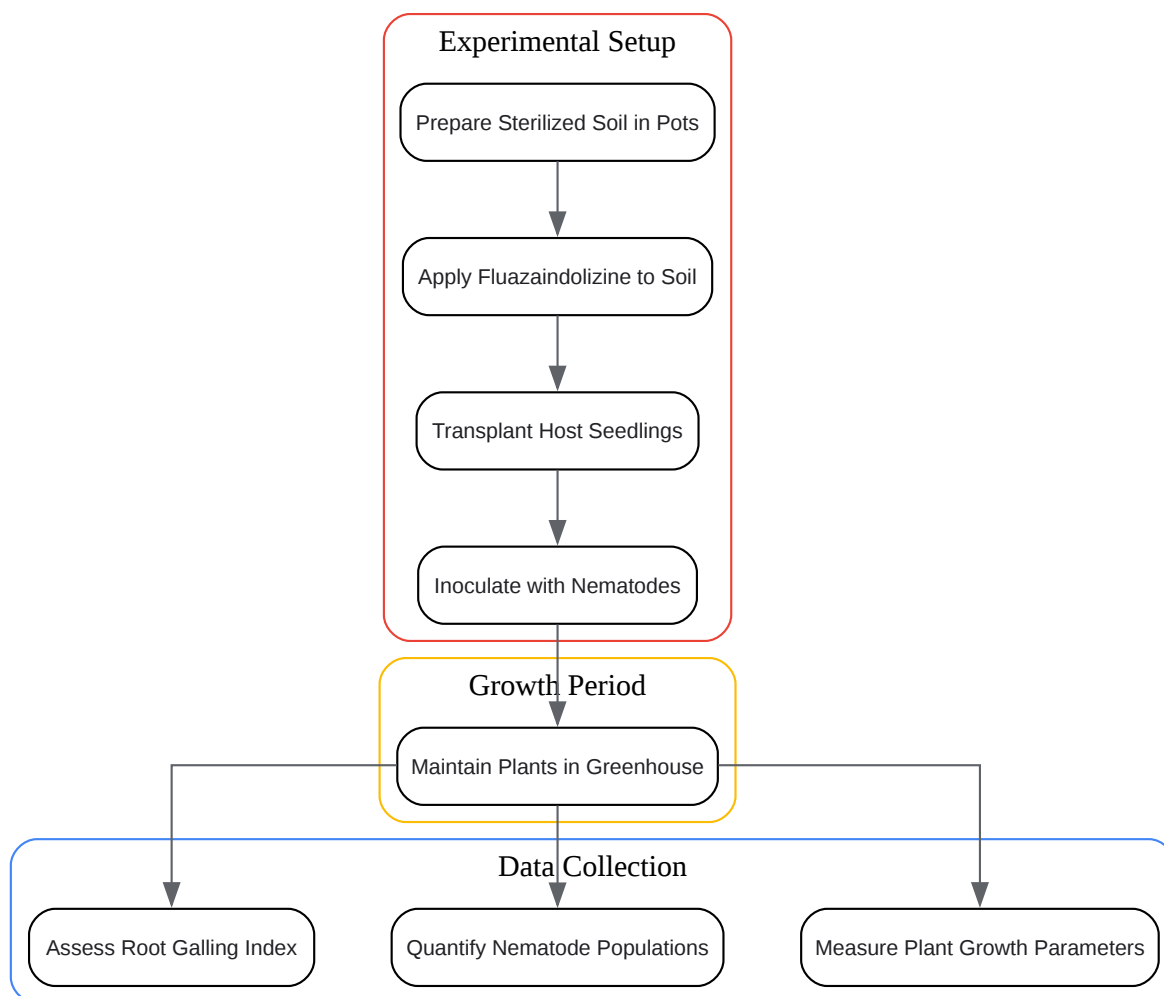 Experimental Setup
Prepare Sterilized Soil in Pots
Apply Fluazaindolizine to Soil
Transplant Host Seedlings
Inoculate with Nematodes
Growth Period
Maintain Plants in Greenhouse
Data Collection
Assess Root Galling Index
Quantify Nematode Populations
Measure Plant Growth Parameters